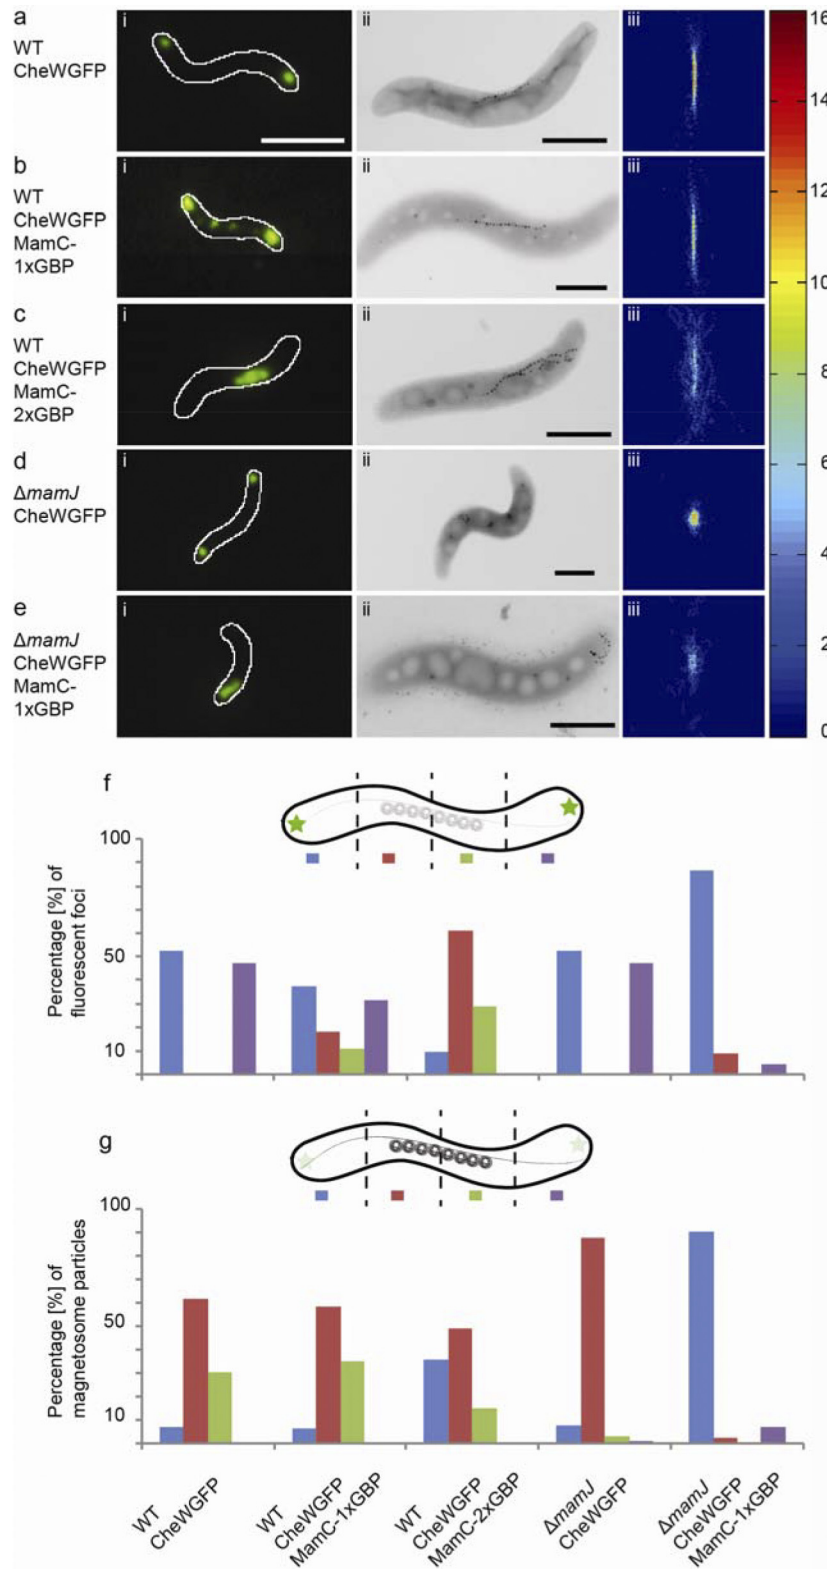 a
WT
CheWGFP
i
ii
iii
b
WT
CheWGFP
MamC-
1xGBP
i
ii
iii
c
WT
CheWGFP
MamC-
2xGBP
i
ii
iii
d
ΔmamJ
CheWGFP
i
ii
iii
e
ΔmamJ
CheWGFP
MamC-
1xGBP
i
ii
iii
16
14
12
10
8
6
4
2
0
f
Percentage [%] of
fluorescent foci
100
50
10
g
Percentage [%] of
magnetosome particles
100
50
10
WT
CheWGFP
WT
CheWGFP
MamC-1xGBP
WT
CheWGFP
MamC-2xGBP
ΔmamJ
CheWGFP
ΔmamJ
CheWGFP
MamC-1xGBP